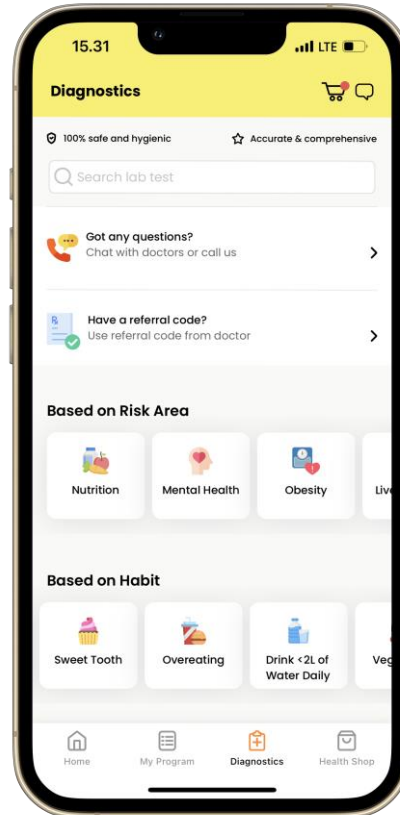 15.31
LTE
Diagnostics
100% safe and hygienic
Accurate & comprehensive
Search lab test
Got any questions?
Chat with doctors or call us
Have a referral code?
Use referral code from doctor
Based on Risk Area
Nutrition
Mental Health
Obesity
Live
Based on Habit
Sweet Tooth
Overeating
Drink <2L of
Water Daily
Veg
Home
My Program
Diagnostics
Health Shop